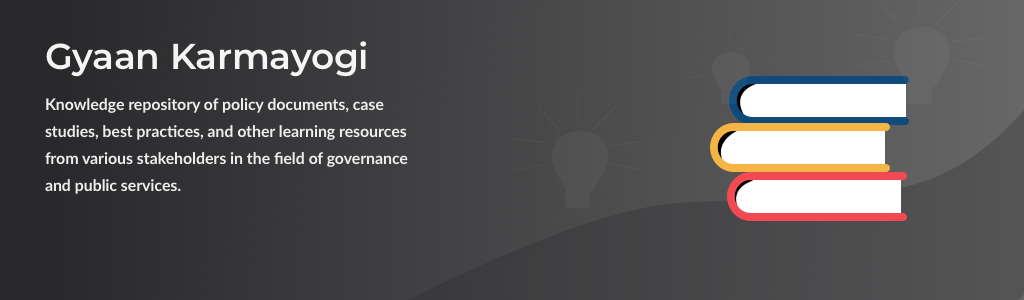 Gyaan Karmayogi
Knowledge repository of policy documents, case
studies, best practices, and other learning resources
from various stakeholders in the field of governance
and public services.